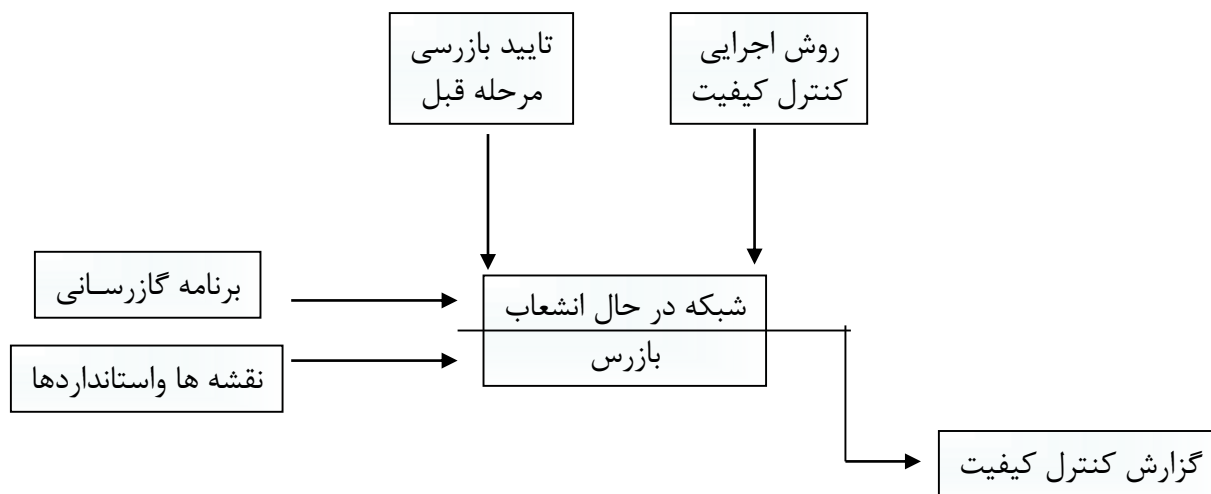 روش اجرایی
کنترل کیفیت
تایید بازرسی
مرحله قبل
برنامه گازرسـانی
نقشه ها واستانداردها
شبکه در حال انشعاب
بازرس
گزارش کنترل کیفیت